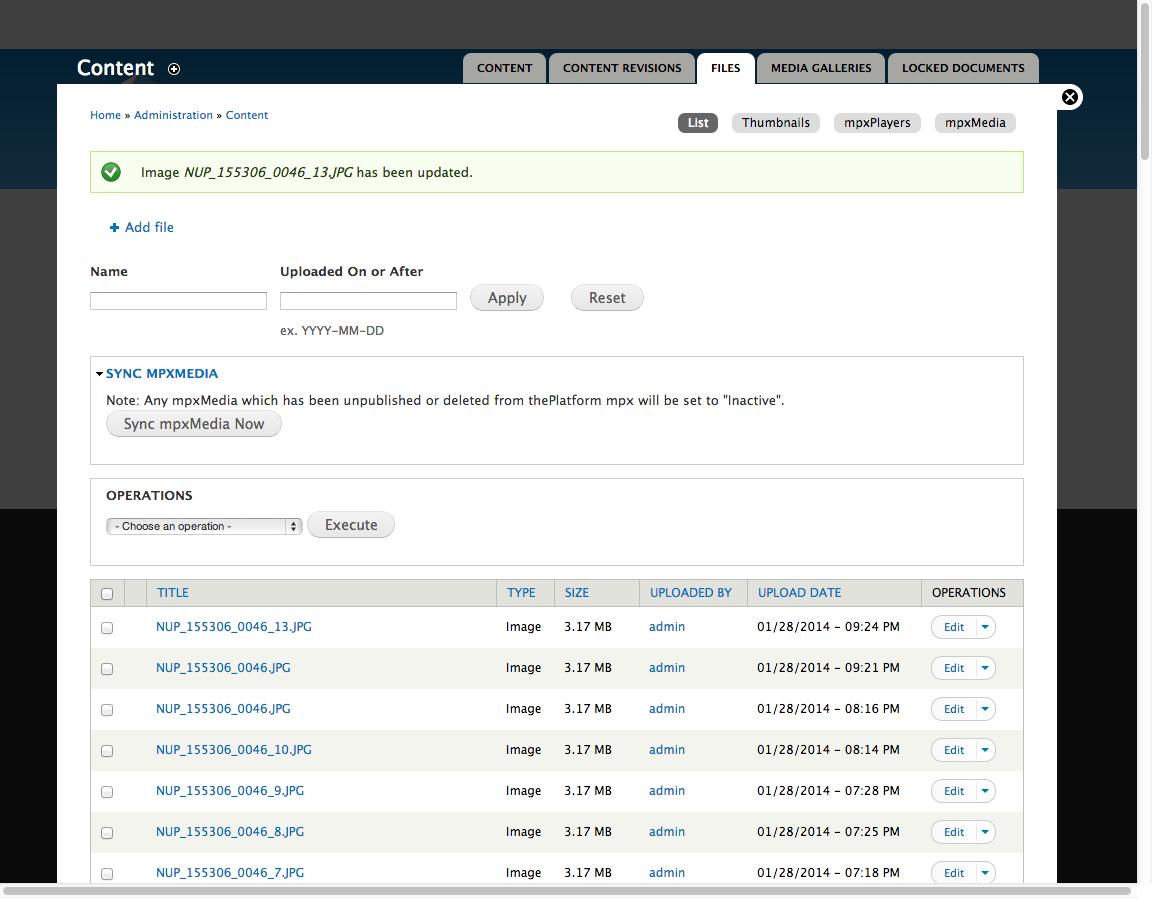 Content
CONTENT CONTENT REVISIONS FILES MEDIA GALLERIES LOCKED DOCUMENTS
Home » Administration » Content
List Thumbnails mpxPlayers mpxMedia
Image NUP_155306_0046_13.JPG has been updated.
+ Add file
Name Uploaded On or After
Apply Reset
ex. YYYY-MM-DD
SYNC MPXMEDIA
Note: Any mpxMedia which has been unpublished or deleted from thePlatform mpx will be set to "Inactive".
Sync mpxMedia Now
OPERATIONS
- Choose an operation - Execute
TITLE TYPE SIZE UPLOADED BY UPLOAD DATE OPERATIONS
NUP_155306_0046_13.JPG Image 3.17 MB admin 01/28/2014 - 09:24 PM Edit
NUP_155306_0046.JPG Image 3.17 MB admin 01/28/2014 - 09:21 PM Edit
NUP_155306_0046.JPG Image 3.17 MB admin 01/28/2014 - 08:16 PM Edit
NUP_155306_0046_10.JPG Image 3.17 MB admin 01/28/2014 - 08:14 PM Edit
NUP_155306_0046_9.JPG Image 3.17 MB admin 01/28/2014 - 07:28 PM Edit
NUP_155306_0046_8.JPG Image 3.17 MB admin 01/28/2014 - 07:25 PM Edit
NUP_155306_0046_7.JPG Image 3.17 MB admin 01/28/2014 - 07:18 PM Edit